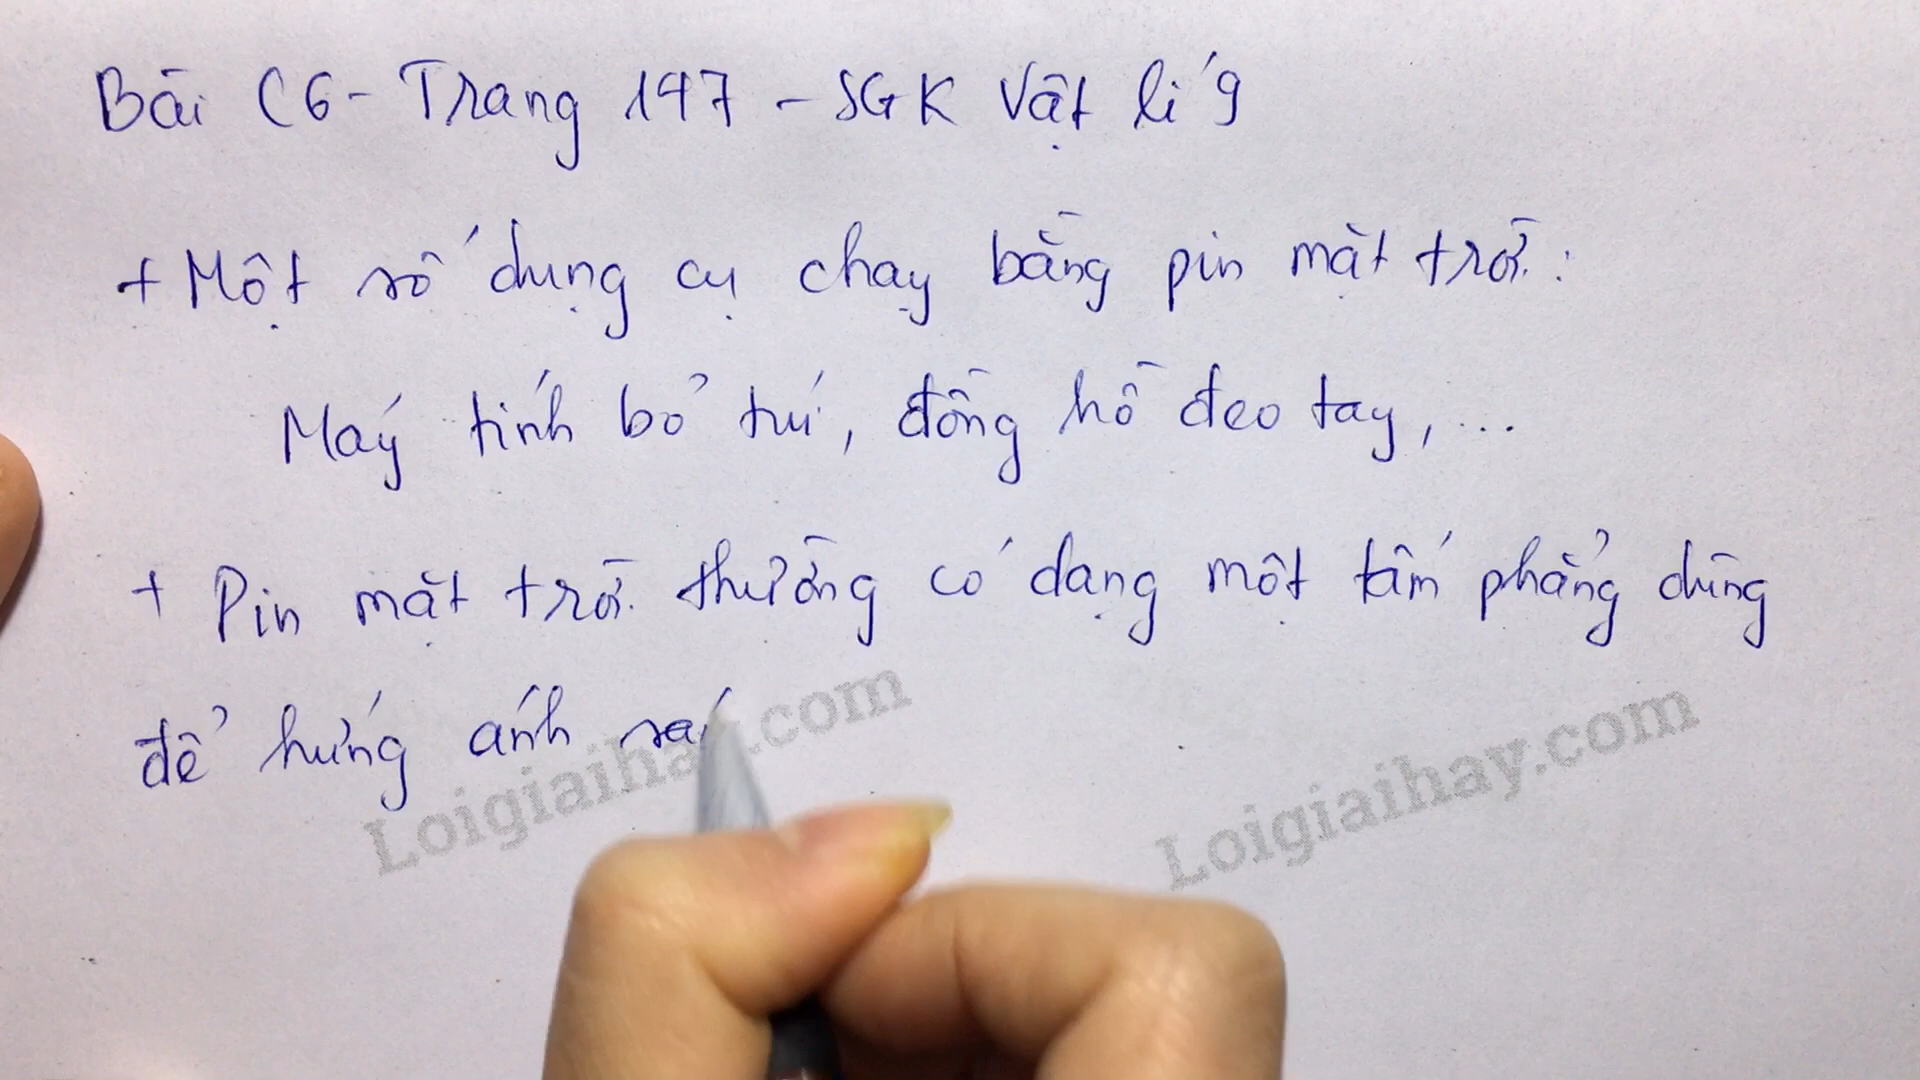 Bài C6 - Trang 147 - SGK Vật lí 9
+ Một số dụng cụ chạy bằng pin mặt trời:
Máy tính bỏ túi, đồng hồ đeo tay, ...
+ Pin mặt trời thường có dạng một tấm phẳng dùng
để hứng ánh sá
Loigiaihay.com
Loigiaihay.com